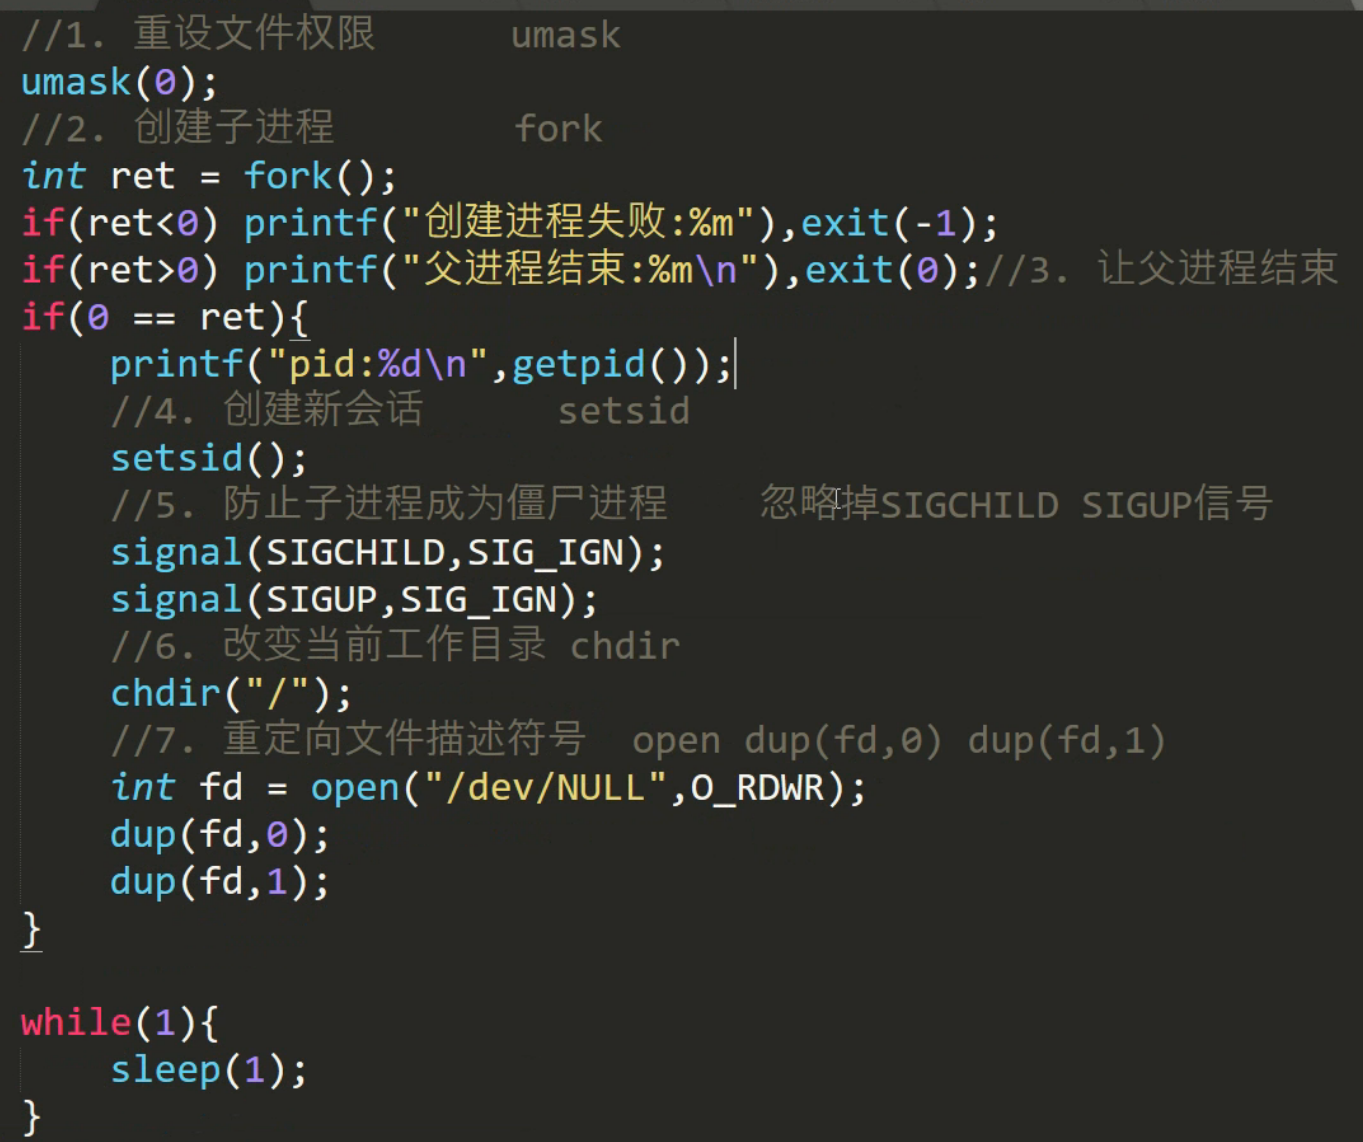 //1. 重设文件权限      umask
umask(0);
//2. 创建子进程        fork
int ret = fork();
if(ret<0) printf("创建进程失败:%m"),exit(-1);
if(ret>0) printf("父进程结束:%m\n"),exit(0);//3. 让父进程结束
if(0 == ret){
    printf("pid:%d\n",getpid());
    //4. 创建新会话      setsid
    setsid();
    //5. 防止子进程成为僵尸进程    忽略掉SIGCHILD SIGUP信号
    signal(SIGCHILD,SIG_IGN);
    signal(SIGUP,SIG_IGN);
    //6. 改变当前工作目录 chdir
    chdir("/");
    //7. 重定向文件描述符号  open dup(fd,0) dup(fd,1)
    int fd = open("/dev/NULL",O_RDWR);
    dup(fd,0);
    dup(fd,1);
}
while(1){
    sleep(1);
}